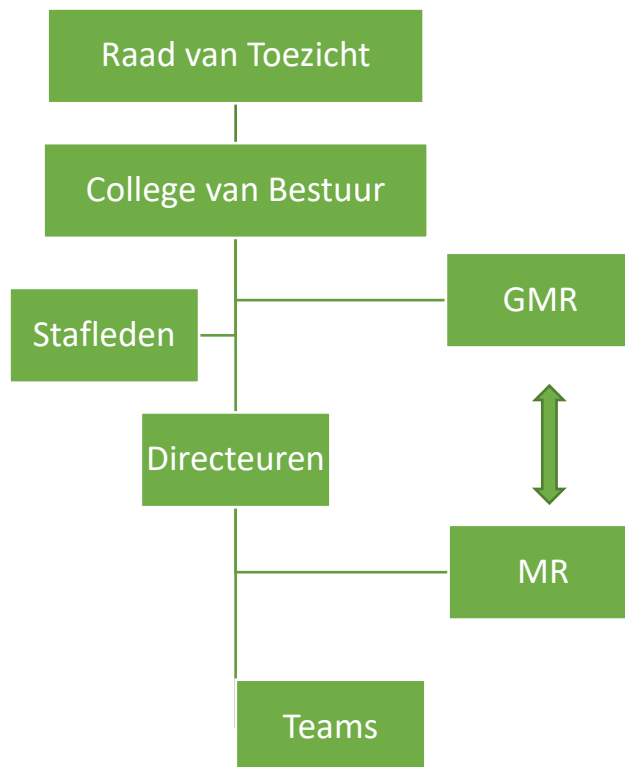 Raad van Toezicht
College van Bestuur
GMR
Stafleden
Directeuren
MR
Teams